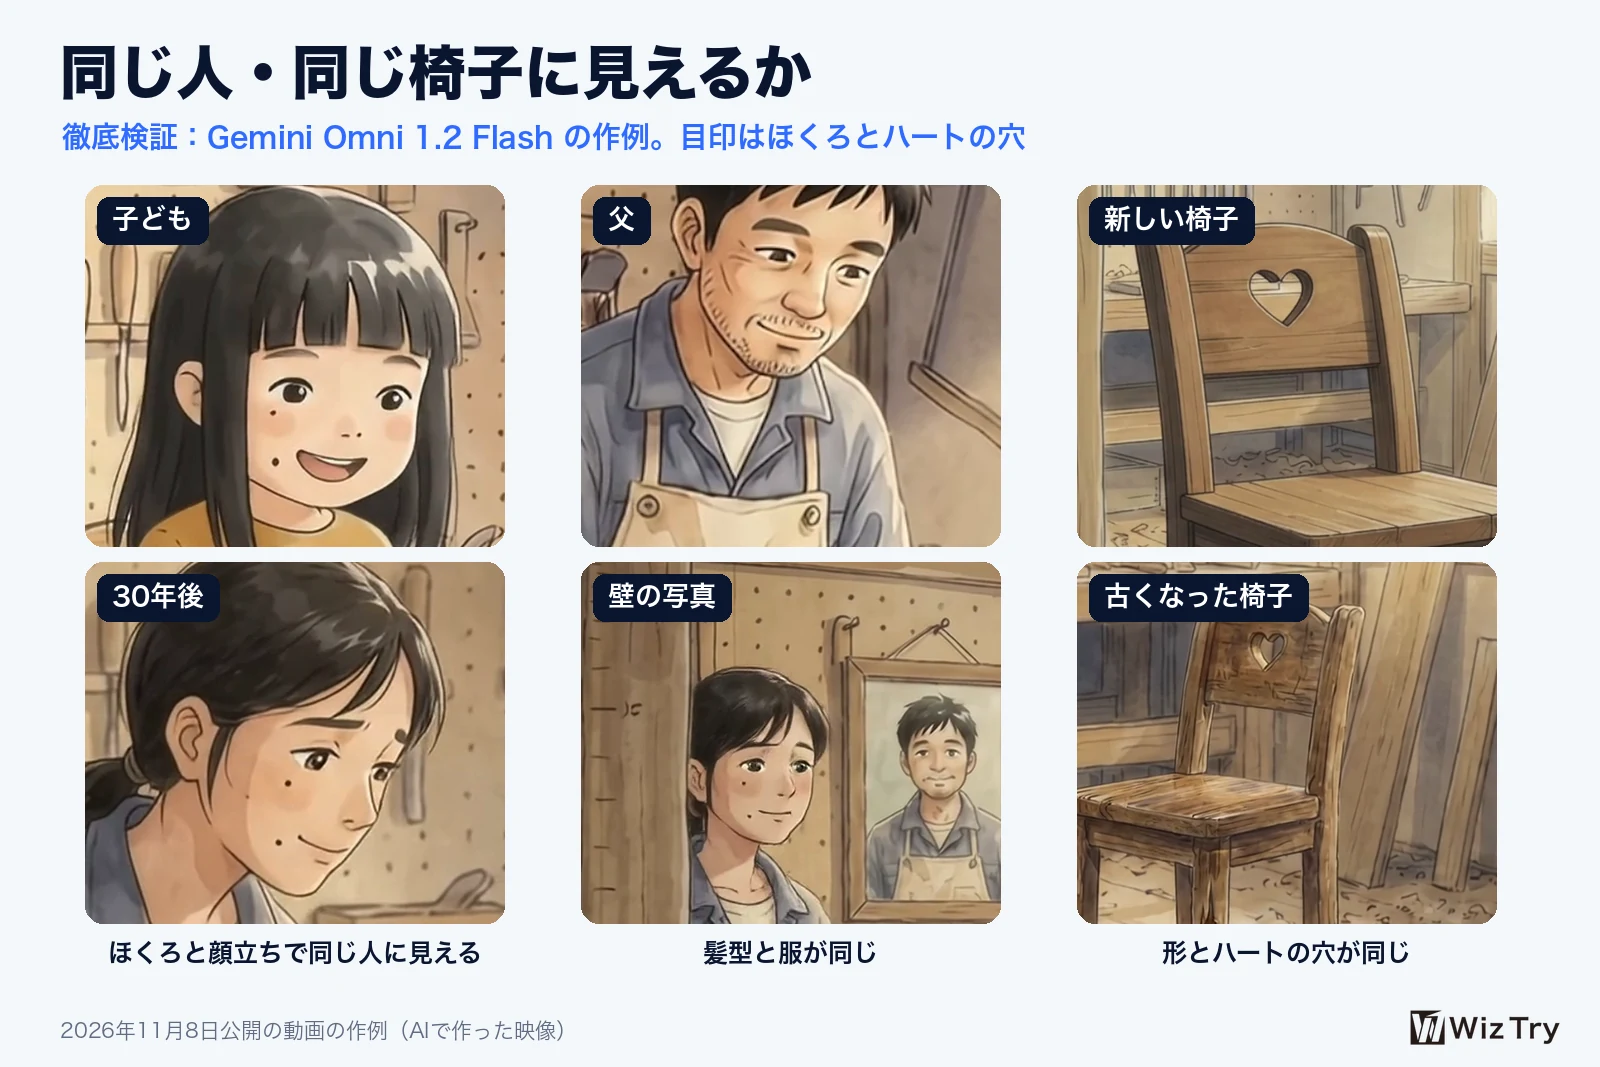 同じ人・同じ椅子に見えるか
徹底検証：Gemini Omni 1.2 Flash の作例。目印はほくろとハートの穴
子ども
父
新しい椅子
30年後
壁の写真
古くなった椅子
ほくろと顔立ちで同じ人に見える
髪型と服が同じ
形とハートの穴が同じ
2026年11月8日公開の動画の作例（AIで作った映像）
Wiz Try